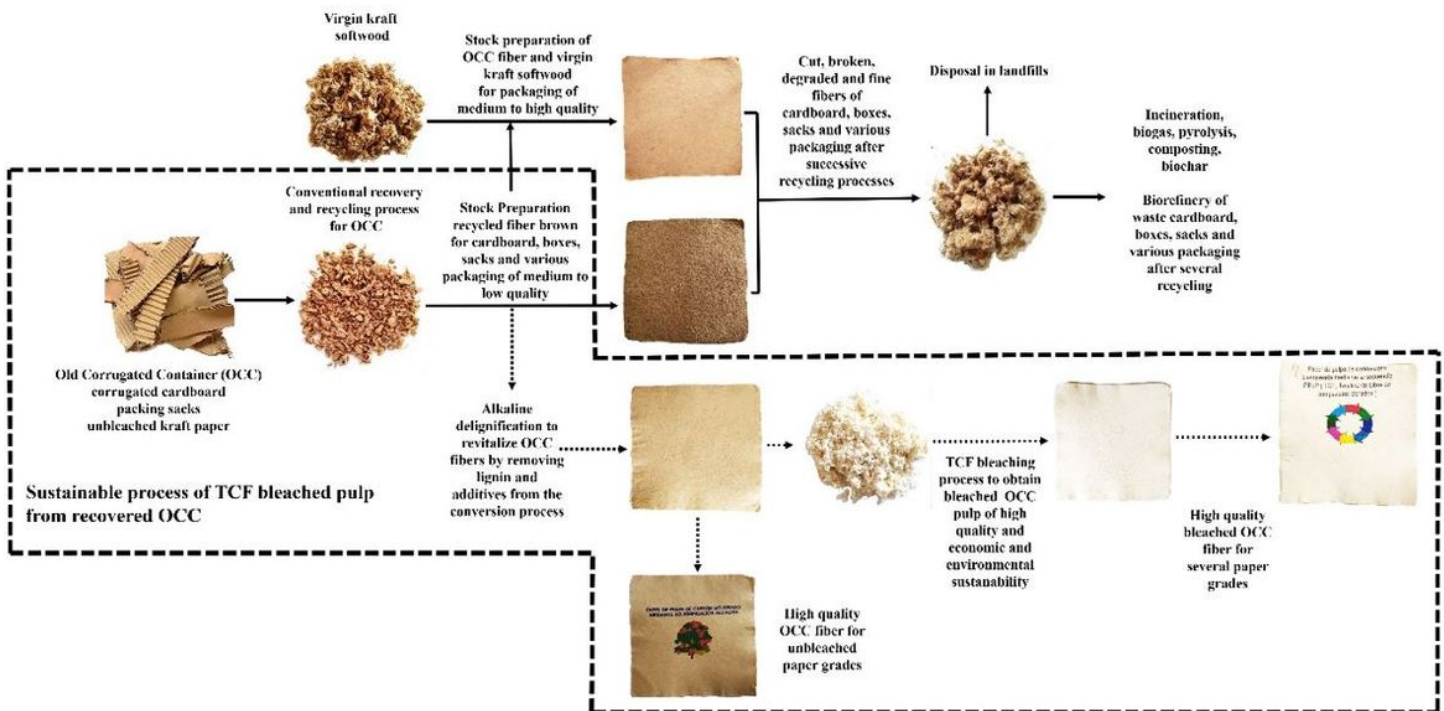 Virgin kraft
softwood
Stock preparation of
OCC fiber and virgin
kraft softwood
for packaging of
medium to high quality
Cut, broken,
degraded and fine
fibers of
cardboard, boxes,
sacks and various
packaging after
successive
recycling processes
Disposal in landfills
Incineration,
biogas, pyrolysis,
composting,
biochar
Biorefinery of
waste cardboard,
boxes, sacks and
various packaging
after several
recycling
Conventional recovery
and recycling process
for OCC
Stock Preparation
recycled fiber brown
for cardboard, boxes,
sacks and various
packaging of medium to
low quality
Old Corrugated Container (OCC)
corrugated cardboard
packing sacks
unbleached kraft paper
Sustainable process of TCF bleached pulp
from recovered OCC
Alkaline
delignification to
revitalize OCC
fibers by removing
lignin and
additives from the
conversion process
TCF bleaching
process to obtain
bleached OCC
pulp of high
quality and
economic and
environmental
sustanability
High quality
bleached OCC
fiber for
several paper
grades
High quality
OCC fiber for
unbleached
paper grades